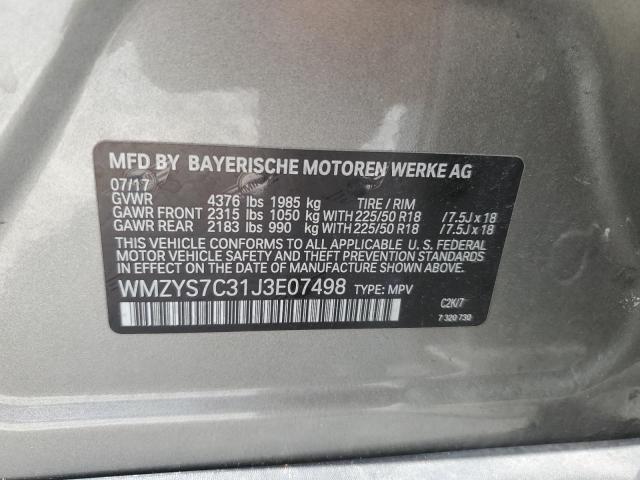 MFD BY BAYERISCHE MOTOREN WERKE AG
07/17
GVWR 4376 lbs 1985 kg TIRE / RIM
GAWR FRONT 2315 lbs 1050 kg WITH 225/50 R18 /7.5J x 18
GAWR REAR 2183 lbs 990 kg WITH 225/50 R18 /7.5J x 18
THIS VEHICLE CONFORMS TO ALL APPLICABLE U. S. FEDERAL
MOTOR VEHICLE SAFETY AND THEFT PREVENTION STANDARDS
IN EFFECT ON THE DATE OF MANUFACTURE SHOWN ABOVE.
WMZYS7C31J3E07498 TYPE: MPV
C2K/7
7 320 730